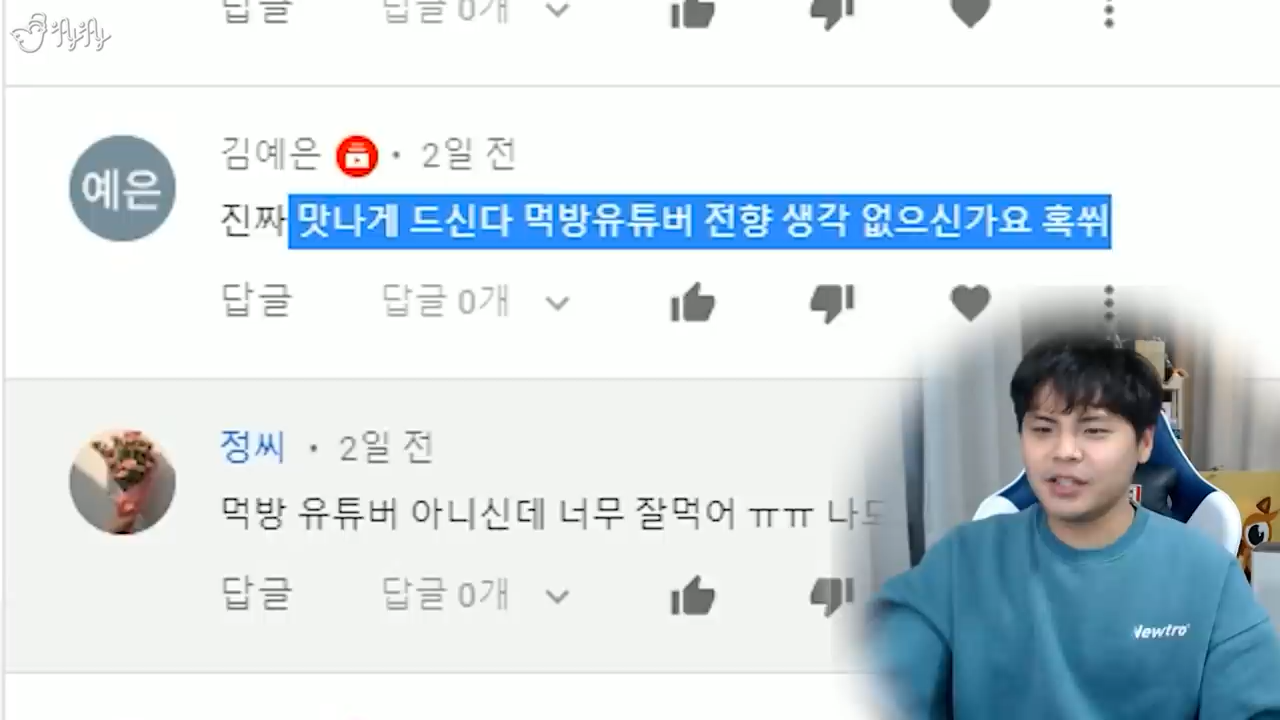 답글 답글 0개
김예은 · 2일 전
예은
진짜 맛나게 드신다 먹방유튜버 전향 생각 없으신가요 혹쒸
답글 답글 0개
정씨 · 2일 전
먹방 유튜버 아니신데 너무 잘먹어 ㅠㅠ 나도
답글 답글 0개
Newtro